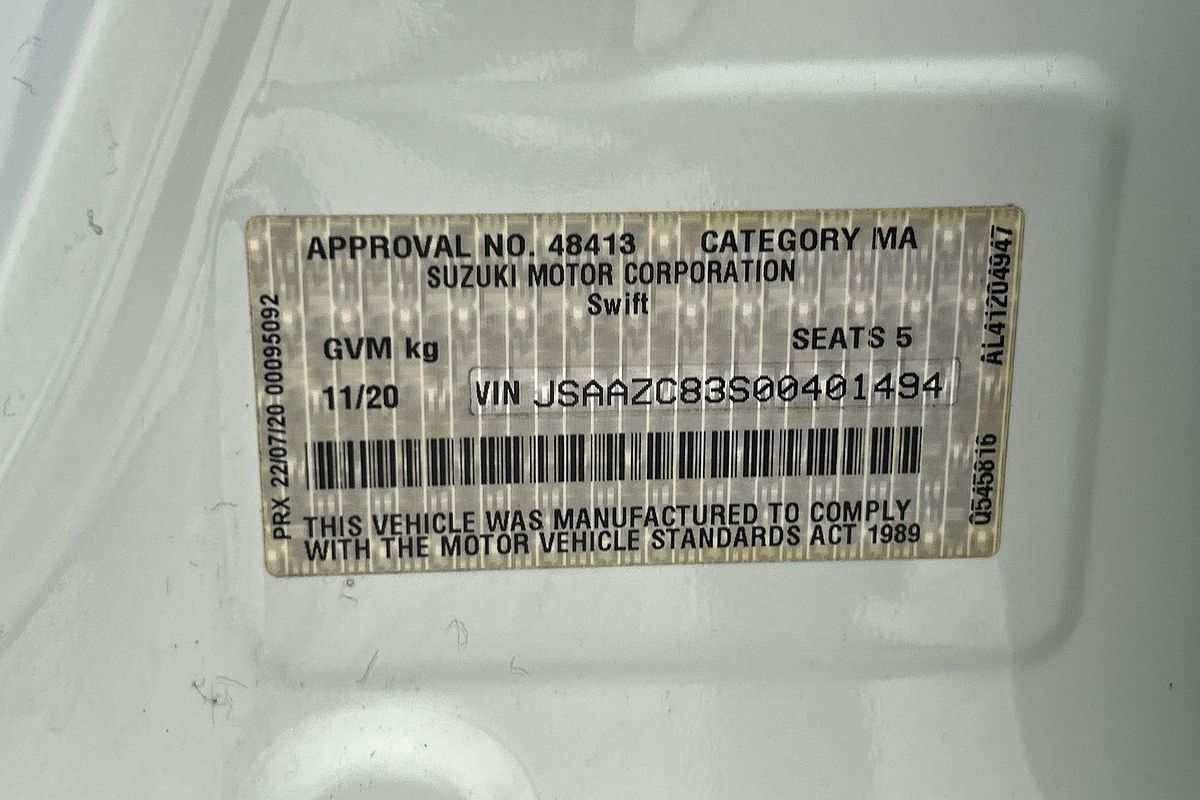 APPROVAL NO. 48413 CATEGORY MA
SUZUKI MOTOR CORPORATION
Swift
GVM kg SEATS 5
11/20 VIN JSAAZC83S00401494
THIS VEHICLE WAS MANUFACTURED TO COMPLY
WITH THE MOTOR VEHICLE STANDARDS ACT 1989
PRX 22/07/20 00095092
Q545816 AL41204947